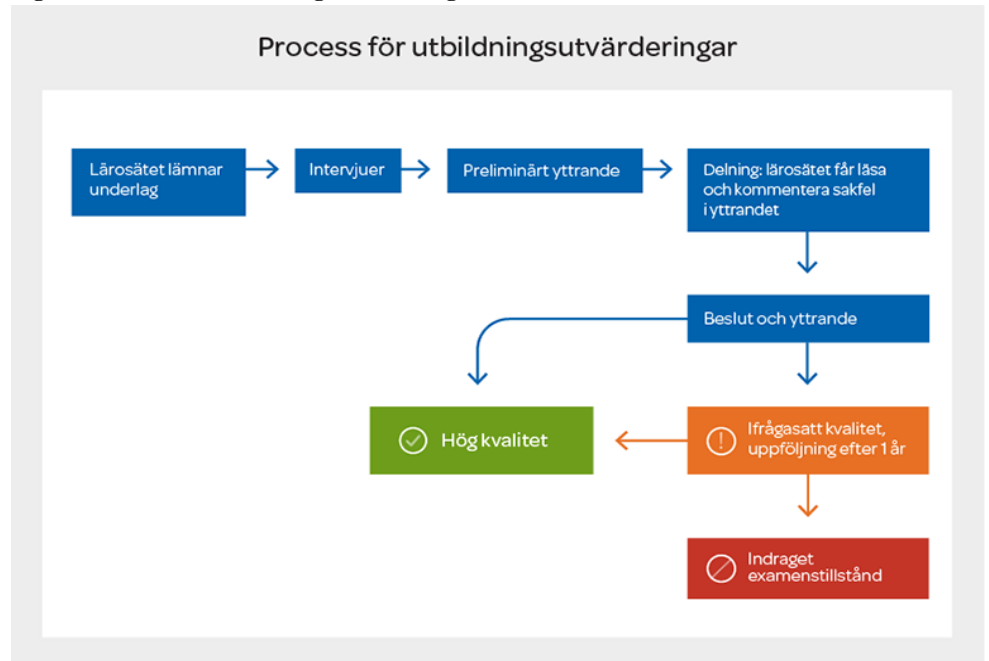 Process för utbildningsutvärderingar
Lärosätet lämnar
underlag
Intervjuer
Preliminärt yttrande
Delning: lärosätet får läsa
och kommentera sakfel
i yttrandet
Beslut och yttrande
Hög kvalitet
Ifrågasatt kvalitet,
uppföljning efter 1 år
Indraget
examenstillstånd